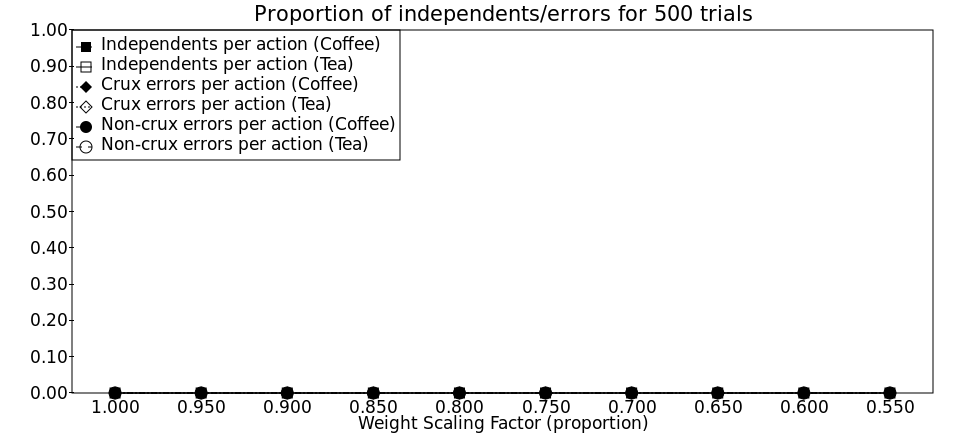 Proportion of independents/errors for 500 trials
1.00
0.90
0.80
0.70
0.60
0.50
0.40
0.30
0.20
0.10
0.00
Independents per action (Coffee)
Independents per action (Tea)
Crux errors per action (Coffee)
Crux errors per action (Tea)
Non-crux errors per action (Coffee)
Non-crux errors per action (Tea)
1.000 0.950 0.900 0.850 0.800 0.750 0.700 0.650 0.600 0.550
Weight Scaling Factor (proportion)